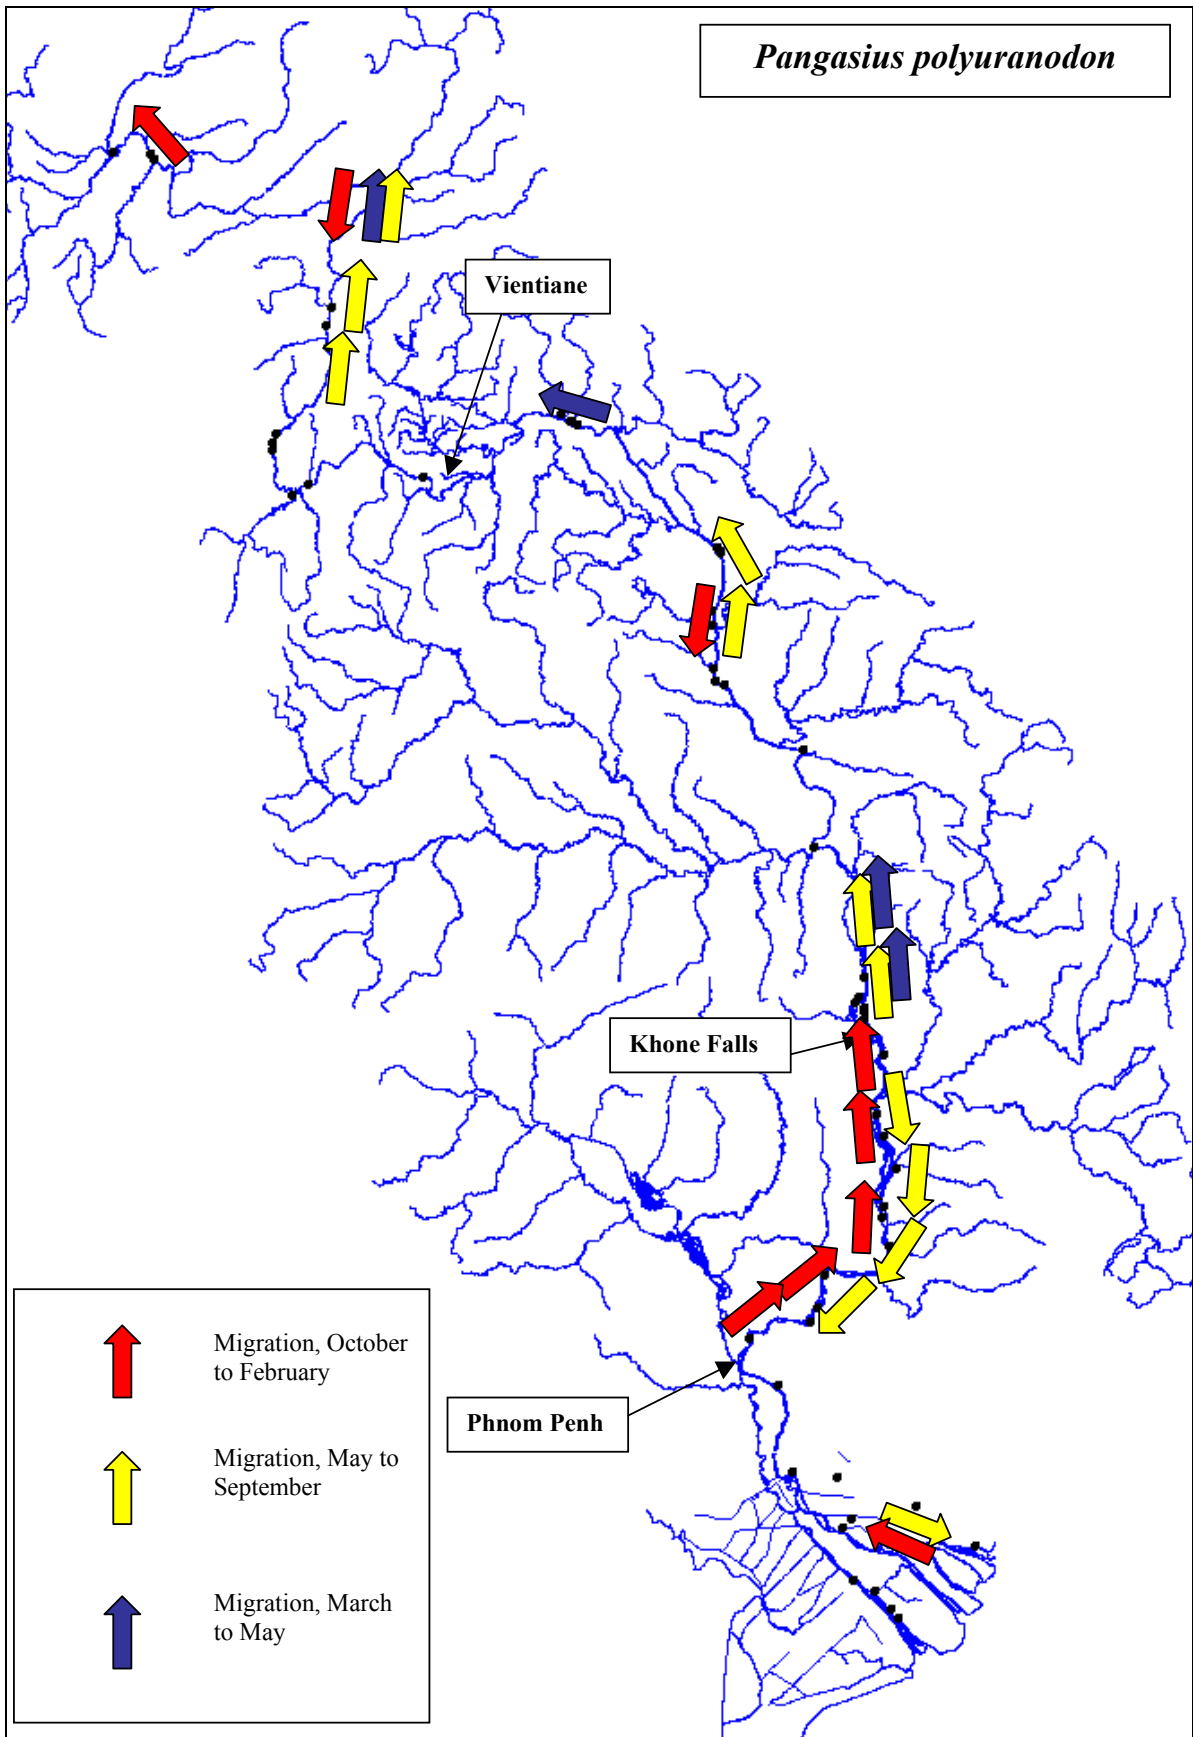 Pangasius polyuranodon
Vientiane
Khone Falls
Phnom Penh
Migration, October
to February
Migration, May to
September
Migration, March
to May